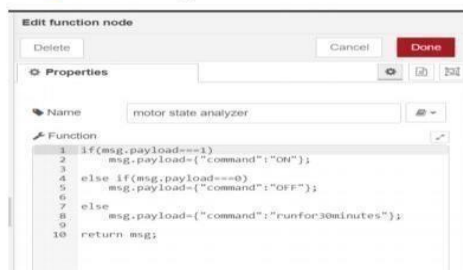 Edit function node
Delete Cancel Done
Properties
Name motor state analyzer
Function
1 if(msg.payload===1)
2 msg.payload={"command":"ON"};
3
4 else if(msg.payload===0)
5 msg.payload={"command":"OFF"};
6
7 else
8 msg.payload={"command":"runfor30minutes"};
9
10 return msg;